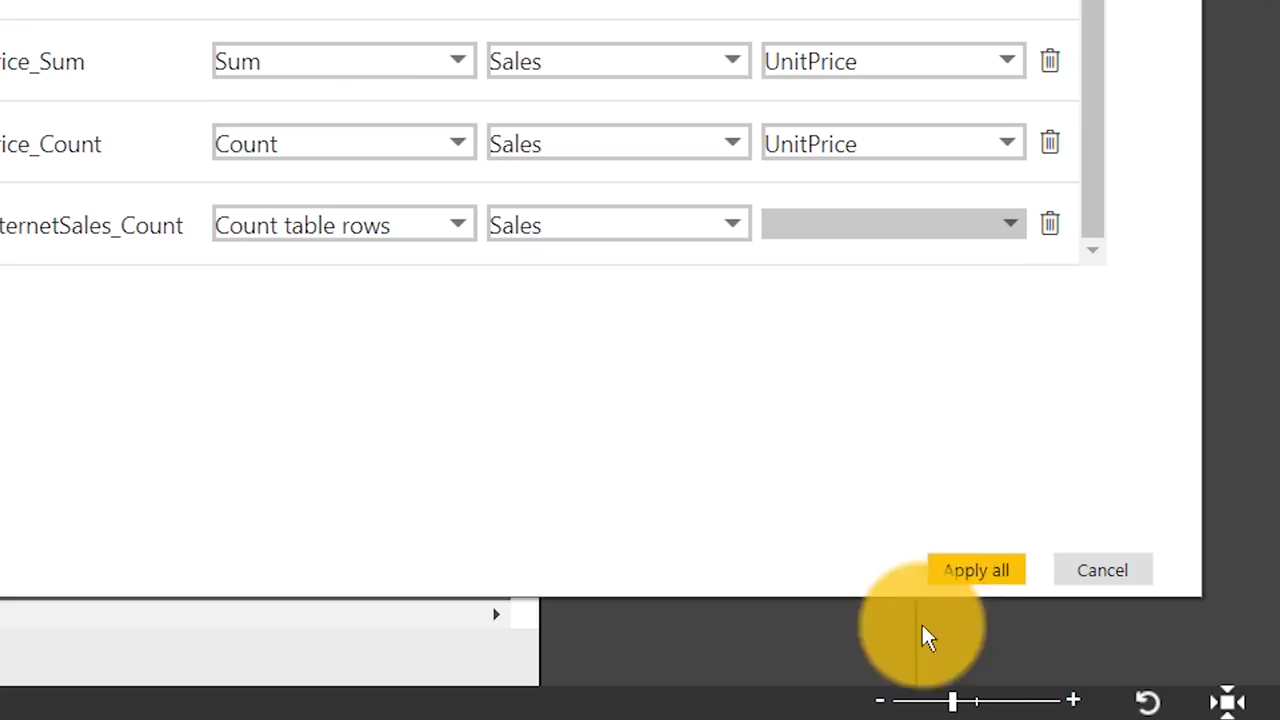 ice_Sum Sum Sales UnitPrice
ice_Count Count Sales UnitPrice
ternetSales_Count Count table rows Sales
Apply all Cancel
- +